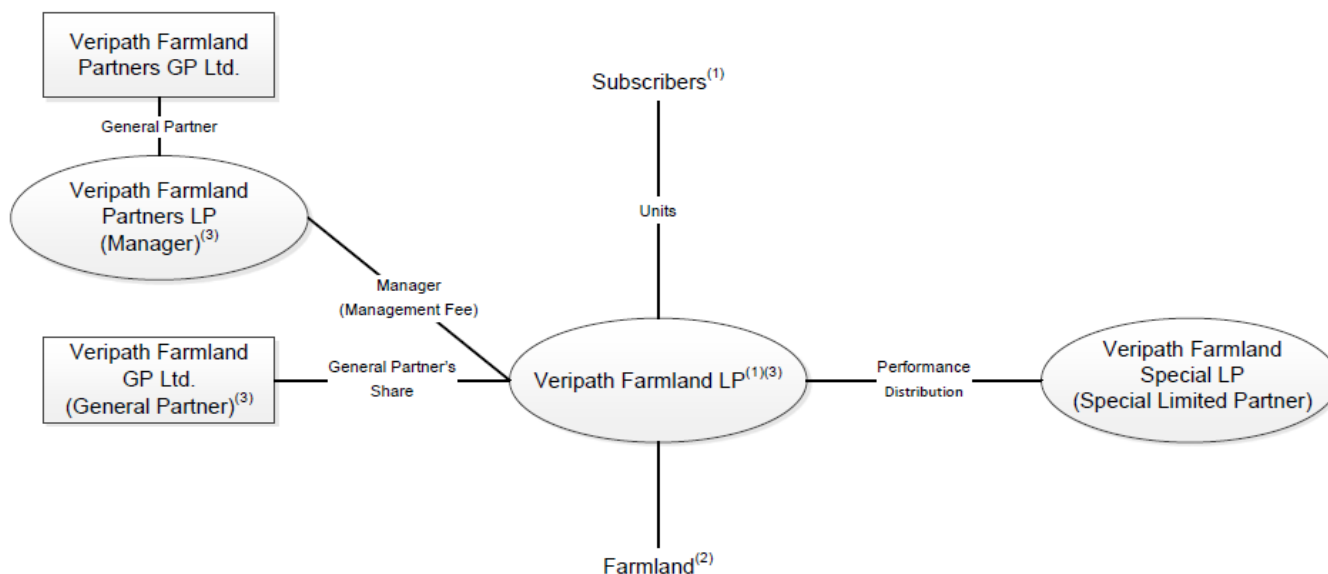 Veripath Farmland
Partners GP Ltd.
General Partner
Veripath Farmland
Partners LP
(Manager)(3)
Subscribers(1)
Units
Manager
(Management Fee)
Veripath Farmland
GP Ltd.
(General Partner)(3)
General Partner's
Share
Veripath Farmland LP(1)(3)
Performance
Distribution
Veripath Farmland
Special LP
(Special Limited Partner)
Farmland(2)